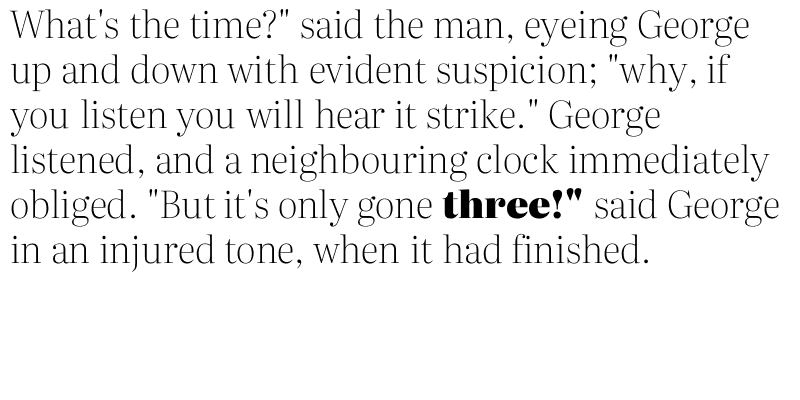 What's the time?" said the man, eyeing George
up and down with evident suspicion; "why, if
you listen you will hear it strike." George
listened, and a neighbouring clock immediately
obliged. "But it's only gone three!" said George
in an injured tone, when it had finished.